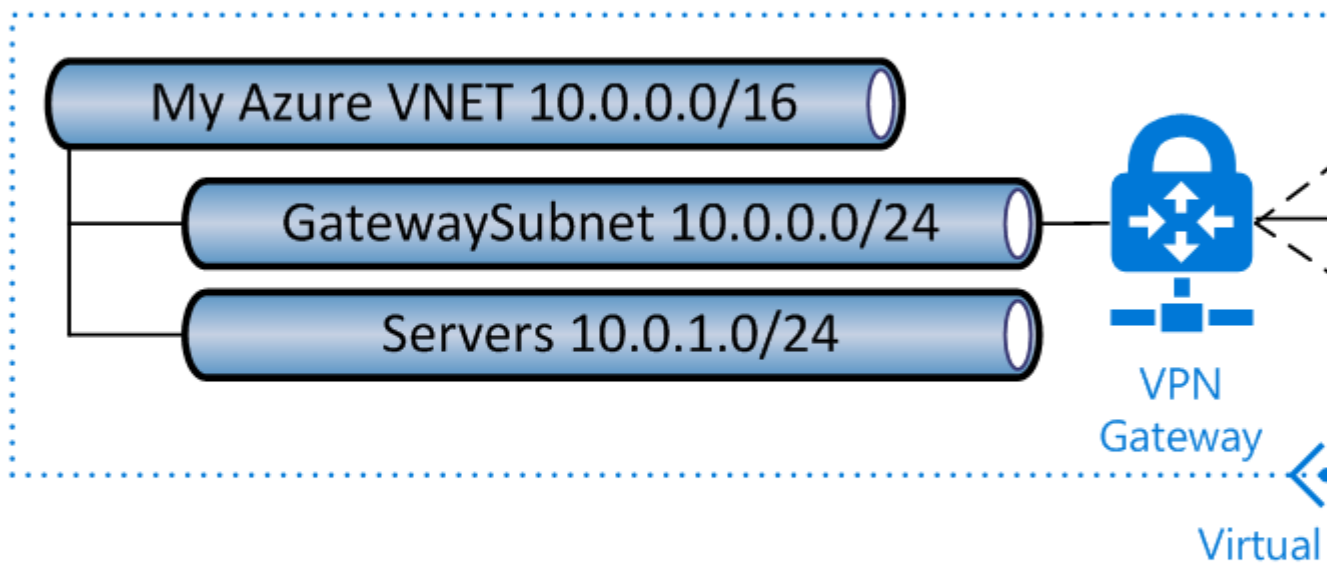 My Azure VNET 10.0.0.0/16
GatewaySubnet 10.0.0.0/24
Servers 10.0.1.0/24
VPN
Gateway
Virtual